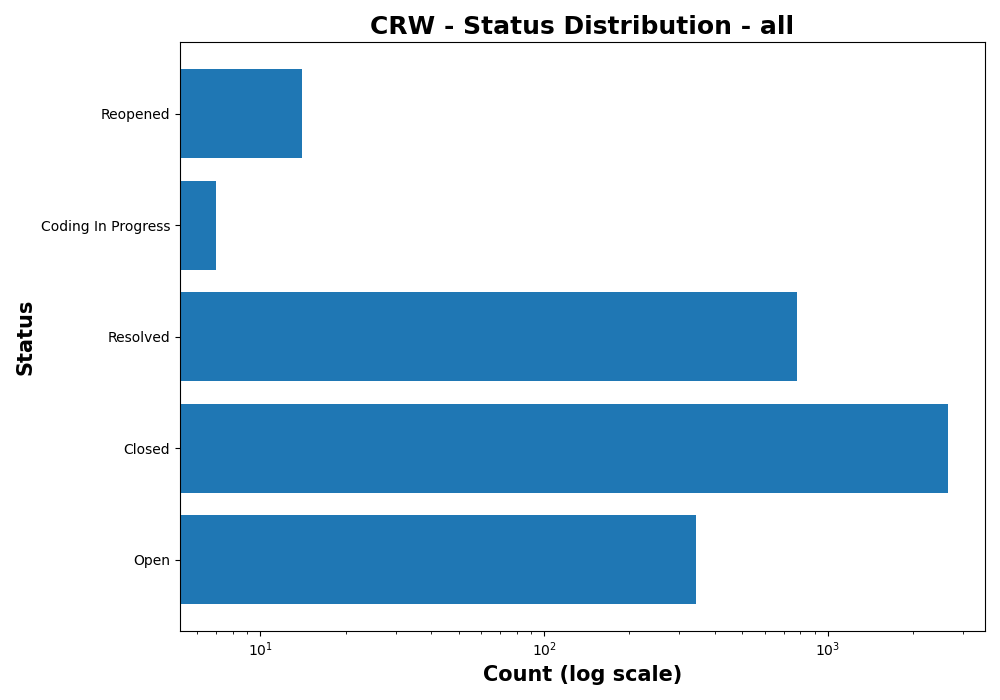 CRW - Status Distribution - all
Reopened
Coding In Progress
Resolved
Closed
Open
Status
10¹
10²
10³
Count (log scale)